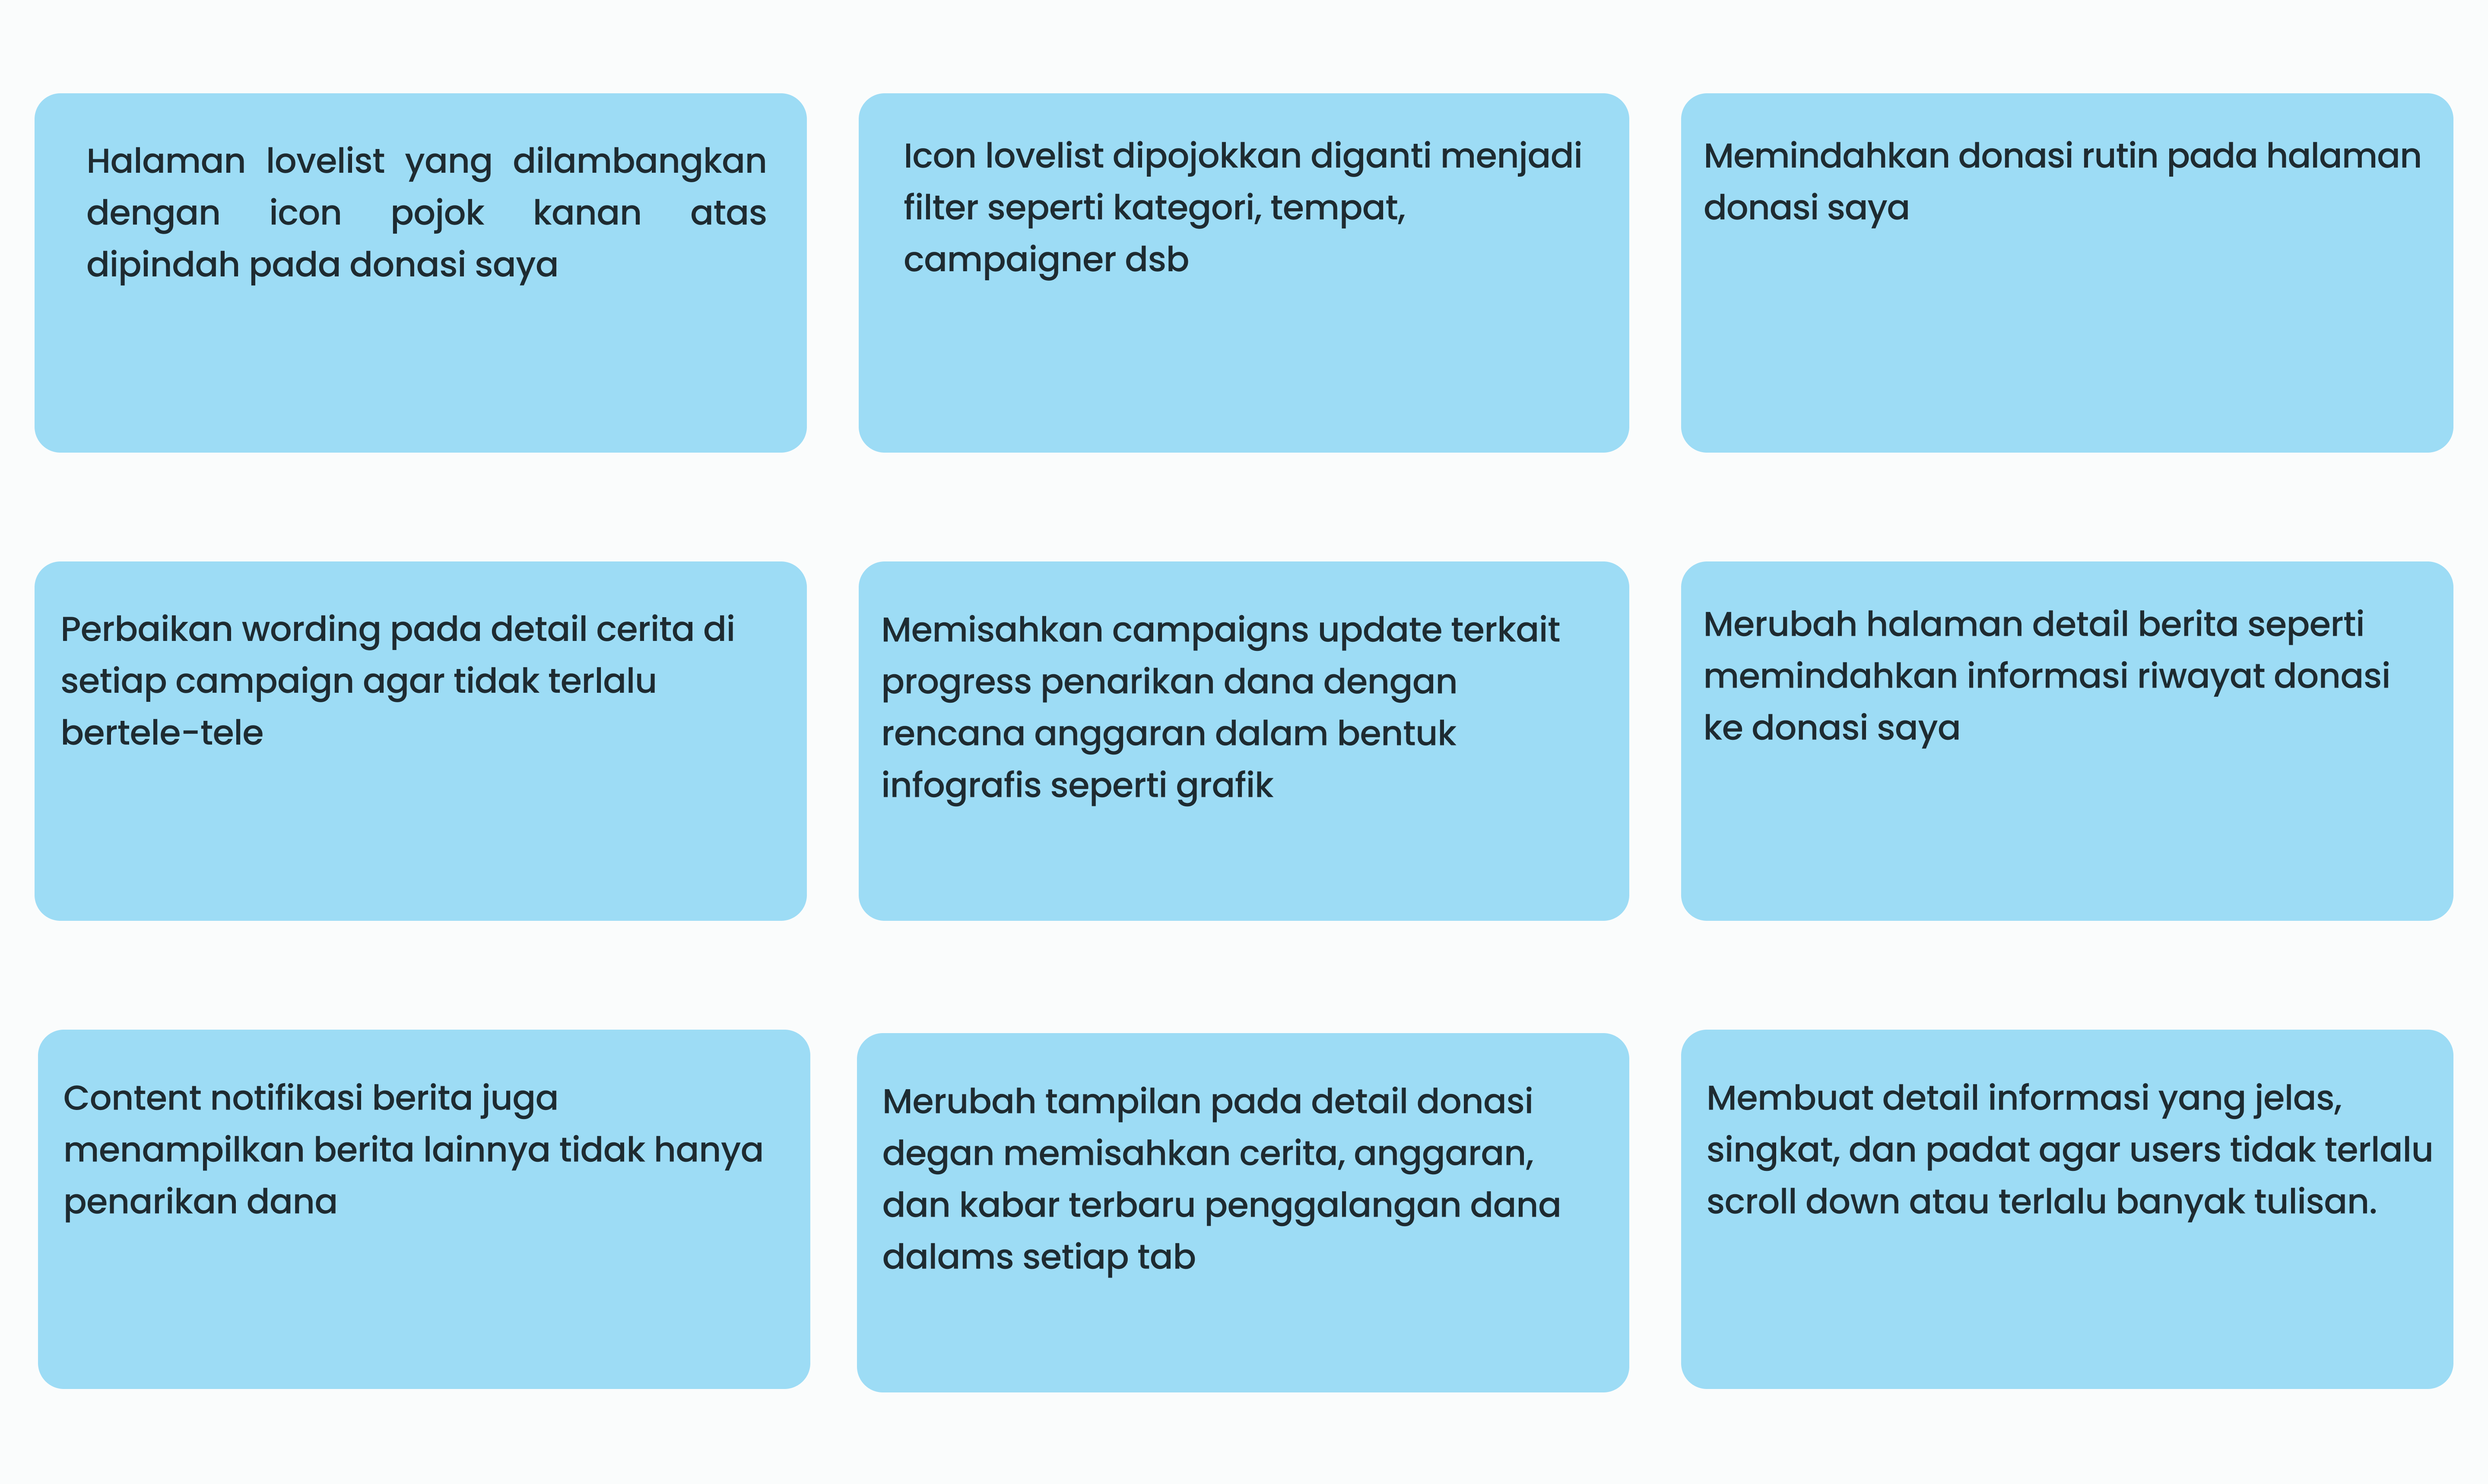 Halaman lovelist yang dilambangkan
dengan icon pojok kanan atas
dipindah pada donasi saya
Icon lovelist dipojokkan diganti menjadi
filter seperti kategori, tempat,
campaigner dsb
Memindahkan donasi rutin pada halaman
donasi saya
Perbaikan wording pada detail cerita di
setiap campaign agar tidak terlalu
bertele-tele
Memisahkan campaigns update terkait
progress penarikan dana dengan
rencana anggaran dalam bentuk
infografis seperti grafik
Merubah halaman detail berita seperti
memindahkan informasi riwayat donasi
ke donasi saya
Content notifikasi berita juga
menampilkan berita lainnya tidak hanya
penarikan dana
Merubah tampilan pada detail donasi
degan memisahkan cerita, anggaran,
dan kabar terbaru penggalangan dana
dalams setiap tab
Membuat detail informasi yang jelas,
singkat, dan padat agar users tidak terlalu
scroll down atau terlalu banyak tulisan.